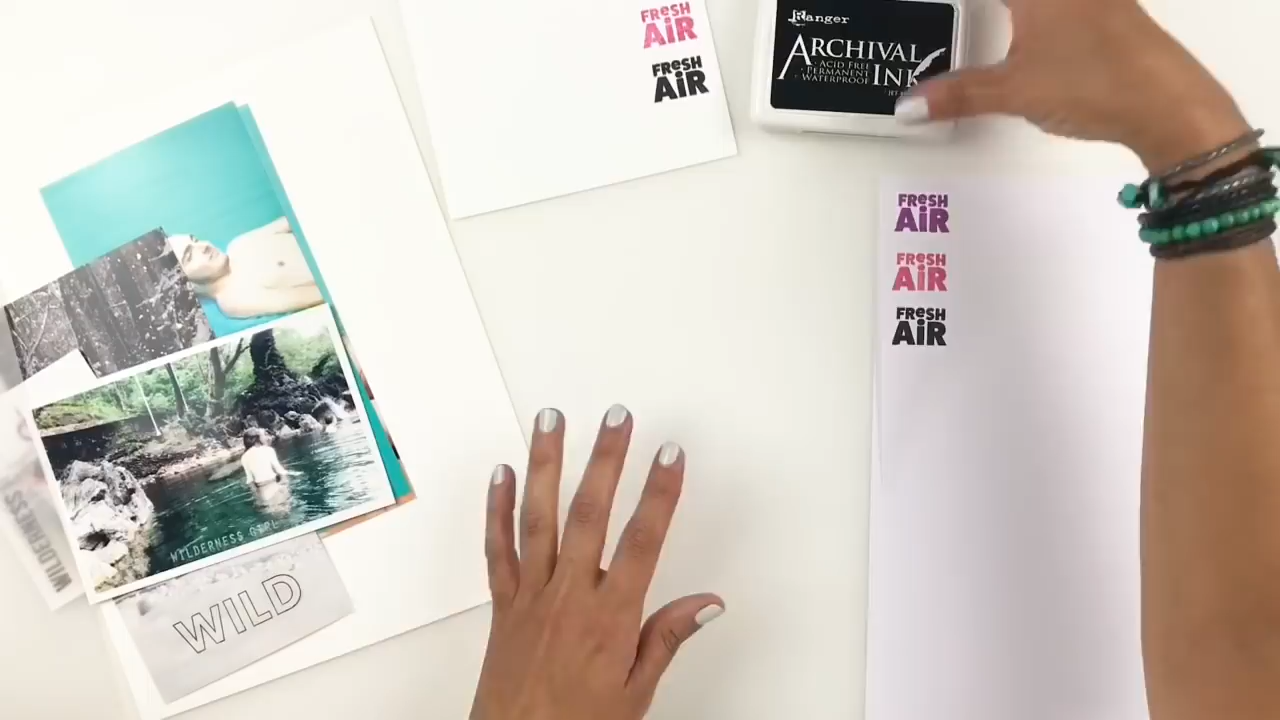 FRESH
AiR
FRESH
AiR
Ranger
ARCHIVAL
INK
· ACID FREE
· PERMANENT
· WATERPROOF
FRESH
AiR
FRESH
AiR
FRESH
AiR
WILDERNESS GIRL
WILDERNESS
WILD